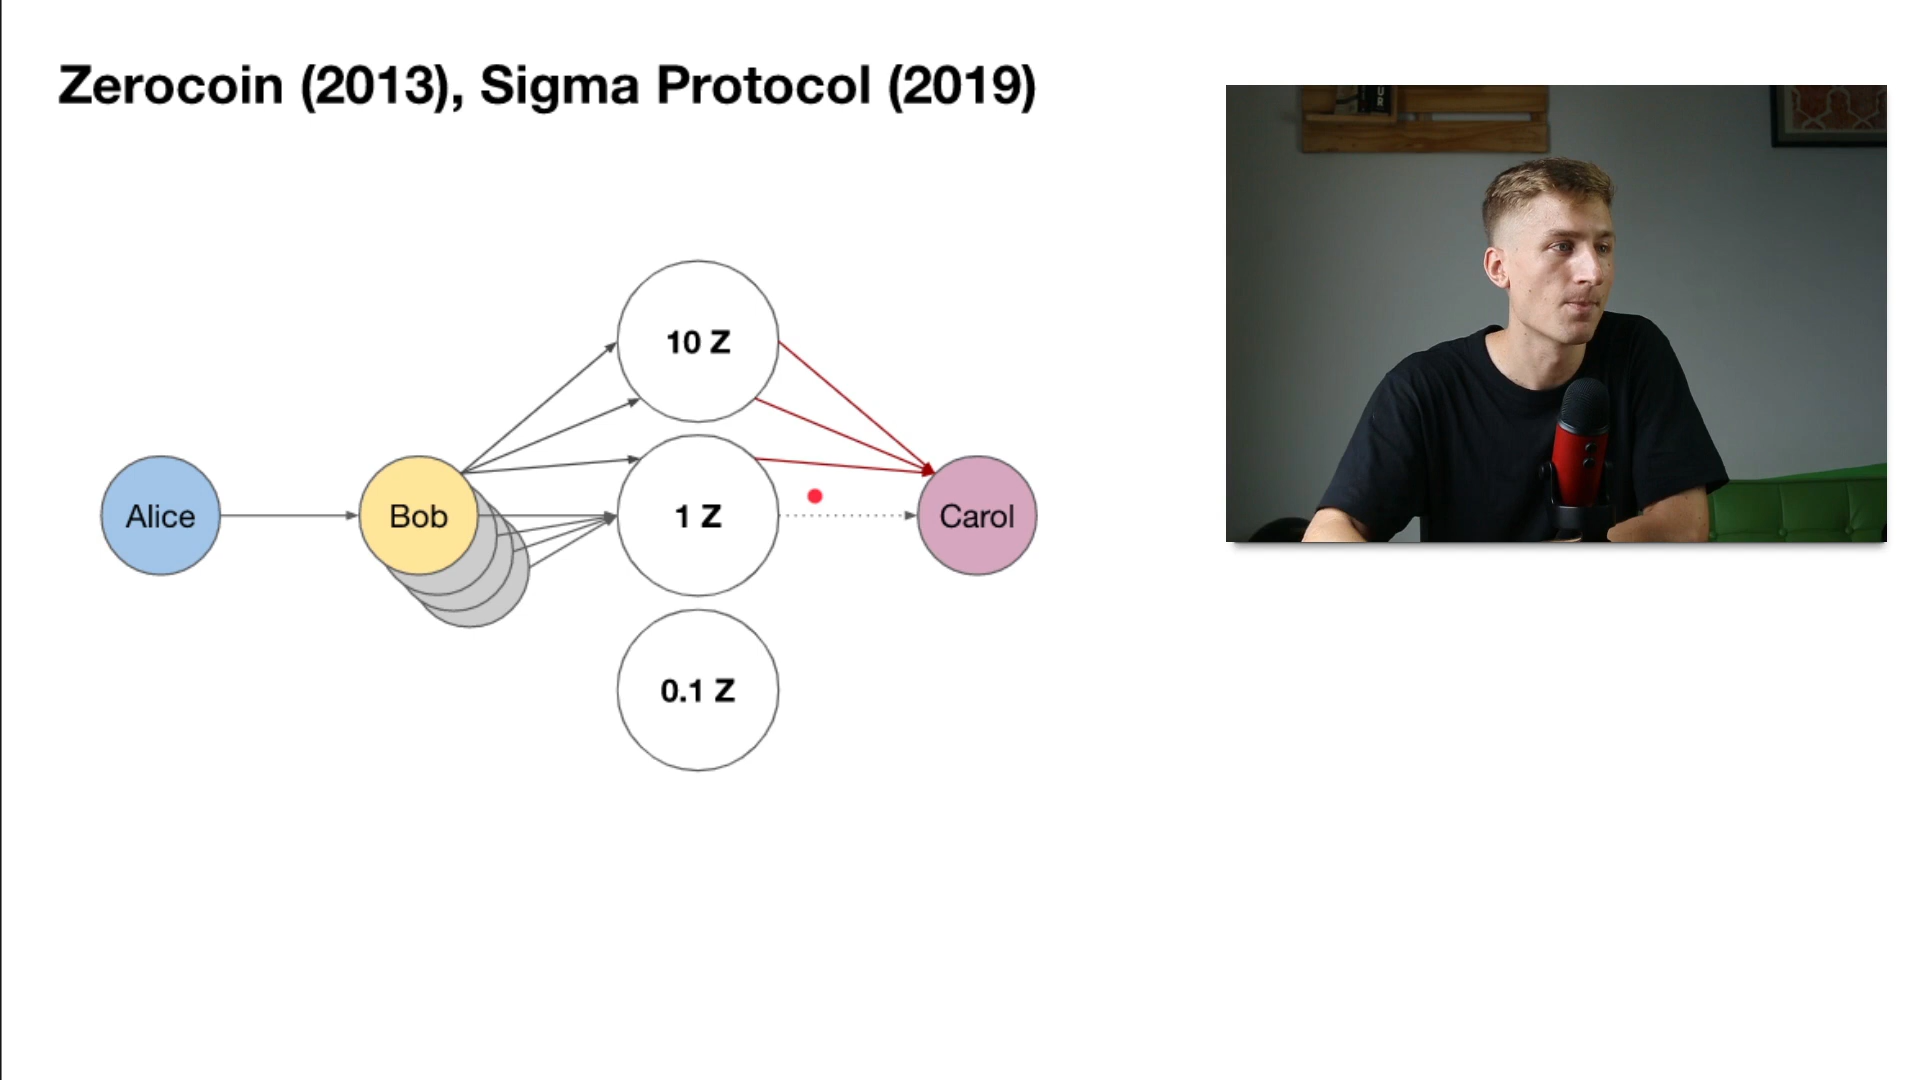 Zerocoin (2013), Sigma Protocol (2019)
10 Z
Alice
Bob
1 Z
Carol
0.1 Z